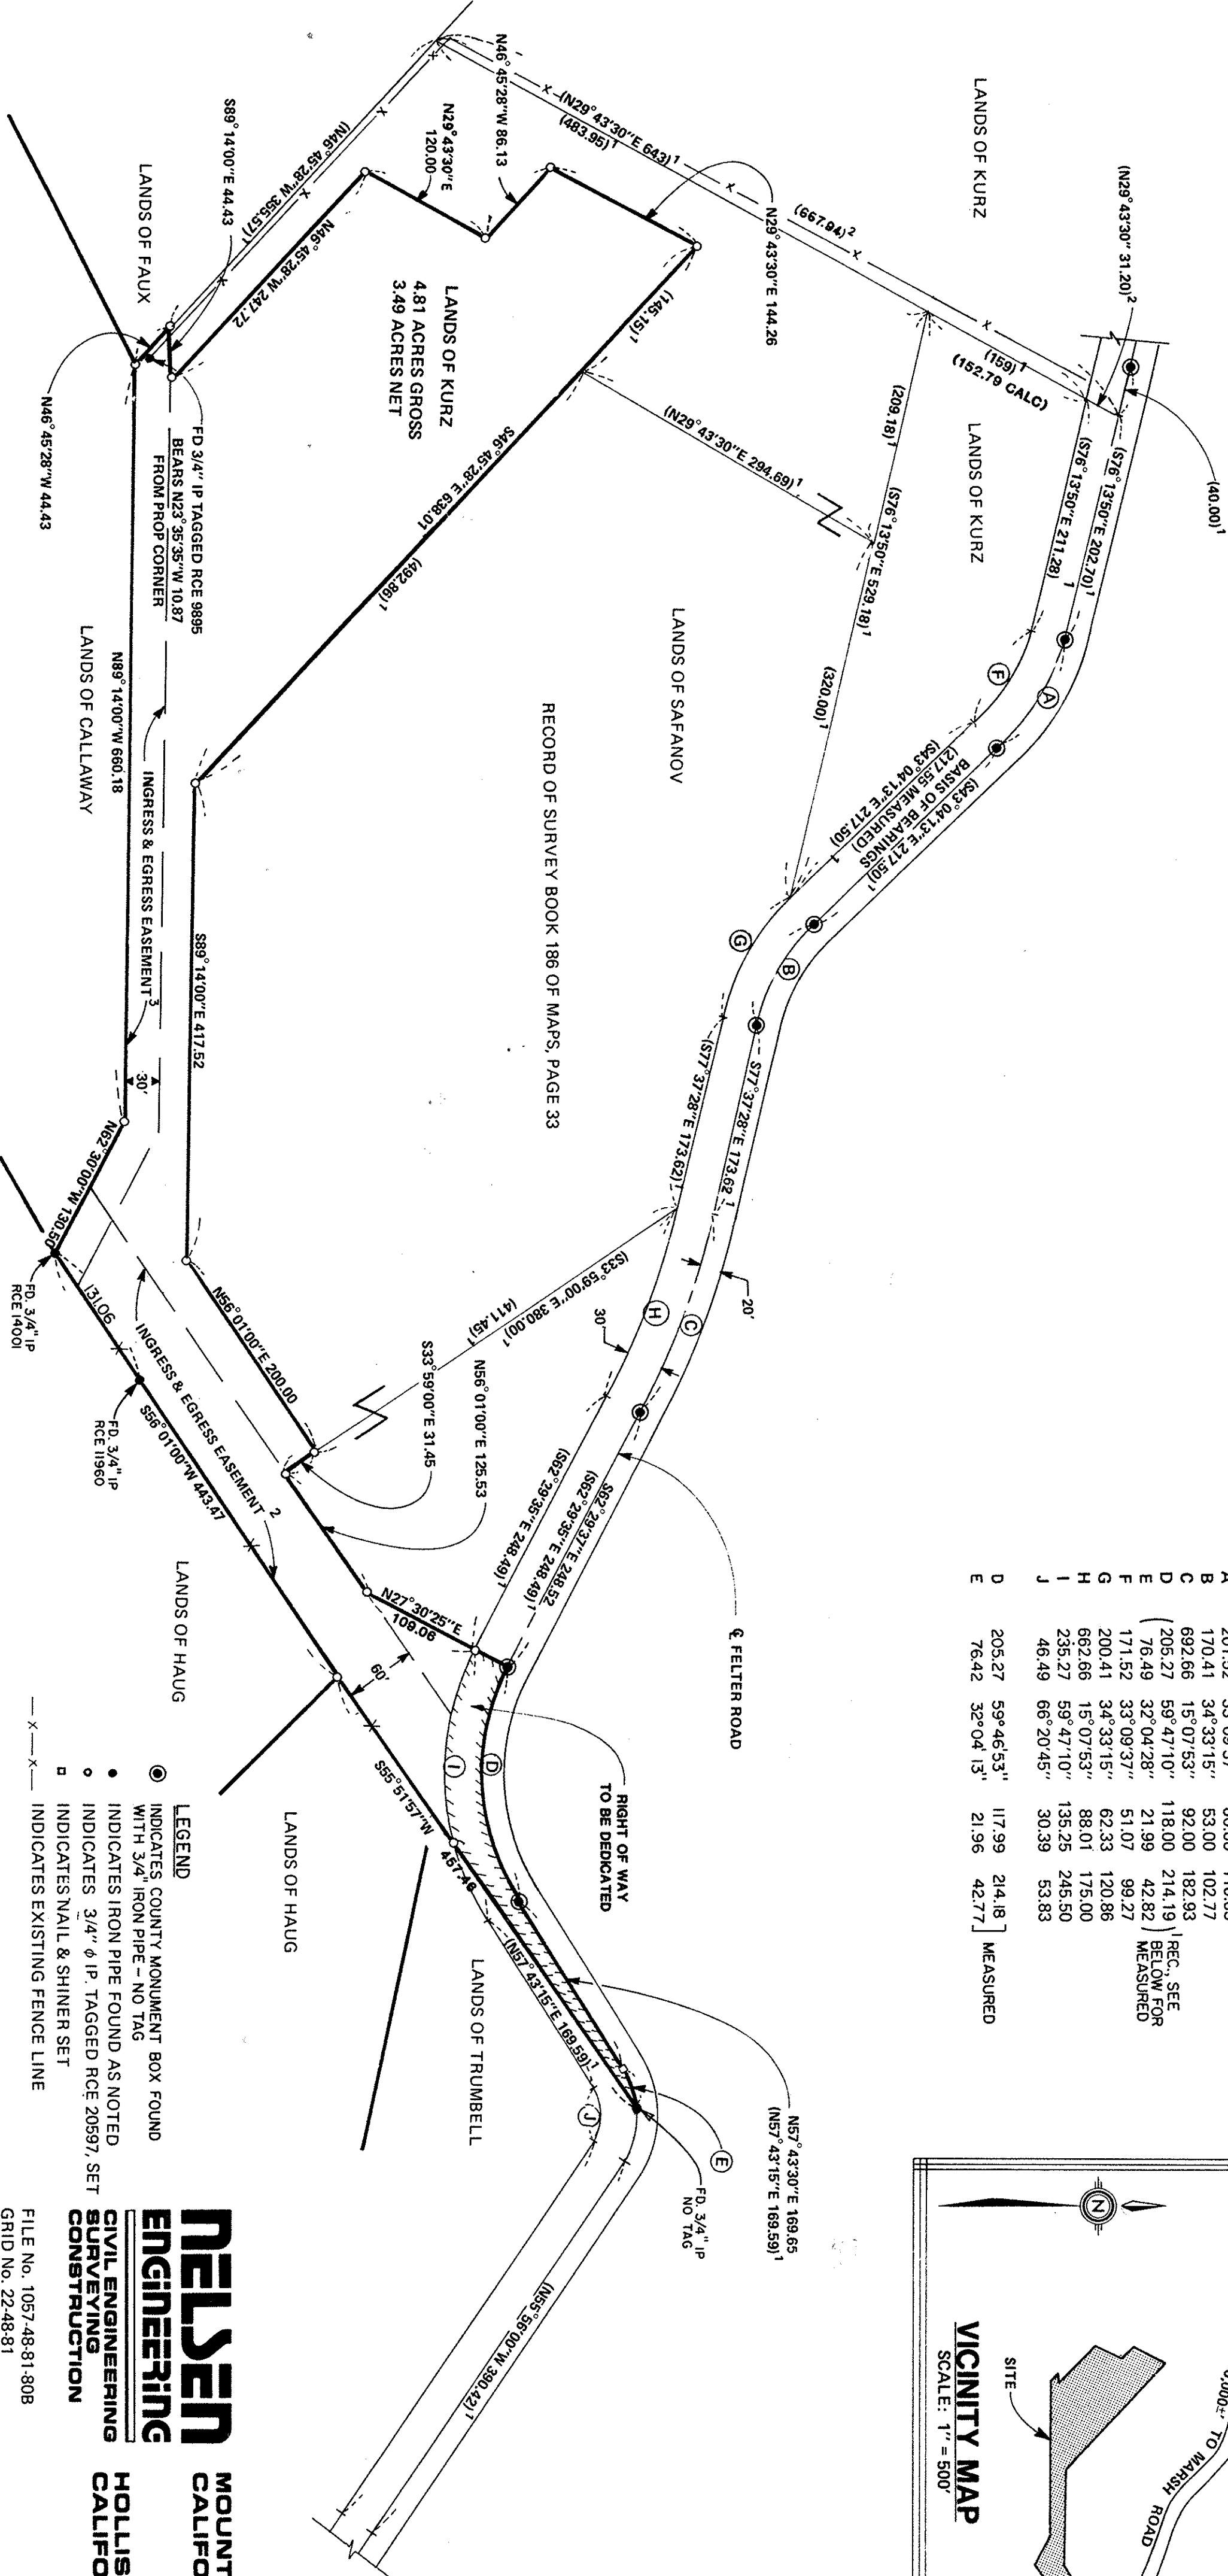 LANDS OF KURZ
(N29°43'30" 31.20)²
(40.00)¹
(N29°43'30"E 643)¹
(483.95)¹
(667.94)²
(159)¹
(152.79 CALC)
N46°45'28"W 86.13
N29°43'30"E
120.00
N29°43'30"E 144.26
(N46°45'28"W 355.57)¹
S89°14'00"E 44.43
N46°45'28"W 247.72
LANDS OF FAUX
N46°45'28"W 44.43
FD 3/4" IP TAGGED RCE 9895
BEARS N23°35'35"W 10.87
FROM PROP CORNER
LANDS OF KURZ
4.81 ACRES GROSS
3.49 ACRES NET
(145.15)¹
S46°45'28"E 638.01
(492.86)¹
(N29°43'30"E 294.69)¹
(209.18)¹
(S76°13'50"E 529.18)¹
(320.00)¹
LANDS OF KURZ
(S76°13'50"E 202.70)¹
(S76°13'50"E 211.28)
1
F
A
(S43°04'13"E 217.50)¹
BASIS OF BEARINGS
(217.55 MEASURED)
(S43°04'13"E 217.50)
1
LANDS OF SAFANOV
RECORD OF SURVEY BOOK 186 OF MAPS, PAGE 33
G
B
S77°37'28"E 173.62 ¹
(S77°37'28"E 173.62)¹
LANDS OF CALLAWAY
N89°14'00"W 660.18
INGRESS & EGRESS EASEMENT 3
S89°14'00"E 417.52
30'
N62°30'00"W 130.50
FD. 3/4" IP
RCE 14001
131.06
INGRESS & EGRESS EASEMENT 2
FD. 3/4" IP
RCE 11960
S56°01'00"W 443.47
N56°01'00"E 200.00
(S33°59'00"E 380.00)¹
(411.45)¹
S33°59'00"E 31.45
N56°01'00"E 125.53
H
C
20'
30'
S62°29'37"E 248.52
(S62°29'35"E 248.49)¹
(S62°29'35"E 248.49)¹
℄ FELTER ROAD
N27°30'25"E
109.06
60'
LANDS OF HAUG
S55°51'57"W
457.46
I
D
RIGHT OF WAY
TO BE DEDICATED
LANDS OF HAUG
LANDS OF TRUMBELL
(N57°43'15"E 169.59)¹
J
E
N57°43'30"E 169.65
(N57°43'15"E 169.59)¹
FD. 3/4" IP
NO TAG
(N55°56'00"W 390.42)¹
B 170.41 34°33'15" 53.00 102.77
C 692.66 15°07'53" 92.00 182.93
D (205.27 59°47'10" 118.00 214.19) ¹REC., SEE
E (76.49 32°04'28" 21.99 42.82) BELOW FOR
F 171.52 33°09'37" 51.07 99.27 MEASURED
G 200.41 34°33'15" 62.33 120.86
H 662.66 15°07'53" 88.01 175.00
I 235.27 59°47'10" 135.25 245.50
J 46.49 66°20'45" 30.39 53.83
D 205.27 59°46'53" 117.99 214.18] MEASURED
E 76.42 32°04'13" 21.96 42.77]
LEGEND
INDICATES COUNTY MONUMENT BOX FOUND
WITH 3/4" IRON PIPE – NO TAG
INDICATES IRON PIPE FOUND AS NOTED
INDICATES 3/4" ϕ IP. TAGGED RCE 20597, SET
INDICATES NAIL & SHINER SET
—x—x— INDICATES EXISTING FENCE LINE
N
VICINITY MAP
SCALE: 1" = 500'
SITE
TO MARSH
ROAD
NELSEN
ENGINEERING
CIVIL ENGINEERING
SURVEYING
CONSTRUCTION
MOUNT
CALIFO
HOLLIS
CALIFO
FILE No. 1057-48-81-80B
GRID No. 22-48-81